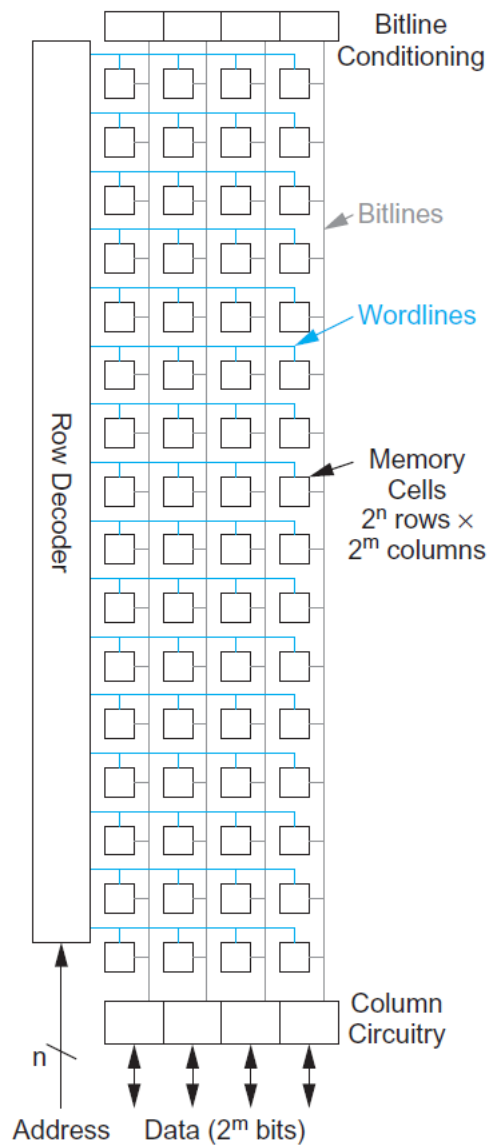 Bitline
Conditioning
Bitlines
Wordlines
Row Decoder
Memory
Cells
2ⁿ rows ×
2ᵐ columns
Column
Circuitry
n
Address
Data (2ᵐ bits)